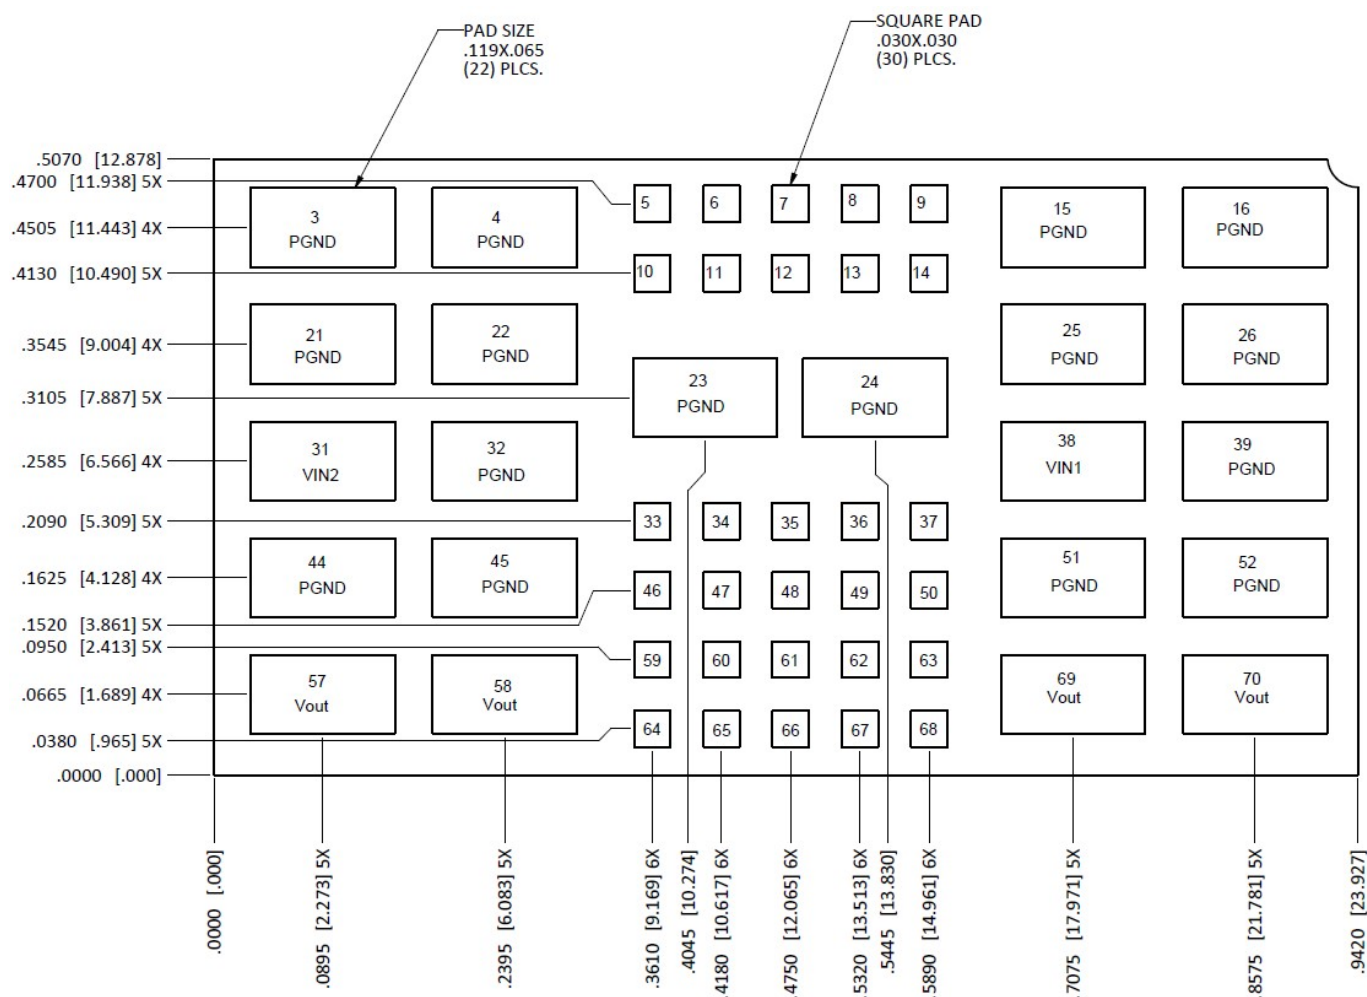 PAD SIZE
.119X.065
(22) PLCS.
SQUARE PAD
.030X.030
(30) PLCS.
.5070 [12.878]
.4700 [11.938] 5X
.4505 [11.443] 4X
.4130 [10.490] 5X
.3545 [9.004] 4X
.3105 [7.887] 5X
.2585 [6.566] 4X
.2090 [5.309] 5X
.1625 [4.128] 4X
.1520 [3.861] 5X
.0950 [2.413] 5X
.0665 [1.689] 4X
.0380 [.965] 5X
.0000 [.000]
3
PGND
4
PGND
5 6 7 8 9
15
PGND
16
PGND
10 11 12 13 14
21
PGND
22
PGND
23
PGND
24
PGND
25
PGND
26
PGND
31
VIN2
32
PGND
38
VIN1
39
PGND
33 34 35 36 37
44
PGND
45
PGND
46 47 48 49 50
51
PGND
52
PGND
57
Vout
58
Vout
59 60 61 62 63
69
Vout
70
Vout
64 65 66 67 68
.0000 [.000]
.0895 [2.273] 5X
.2395 [6.083] 5X
.3610 [9.169] 6X
.4045 [10.274]
.4180 [10.617] 6X
.4750 [12.065] 6X
.5320 [13.513] 6X
.5445 [13.830]
.5890 [14.961] 6X
.7075 [17.971] 5X
.8575 [21.781] 5X
.9420 [23.927]